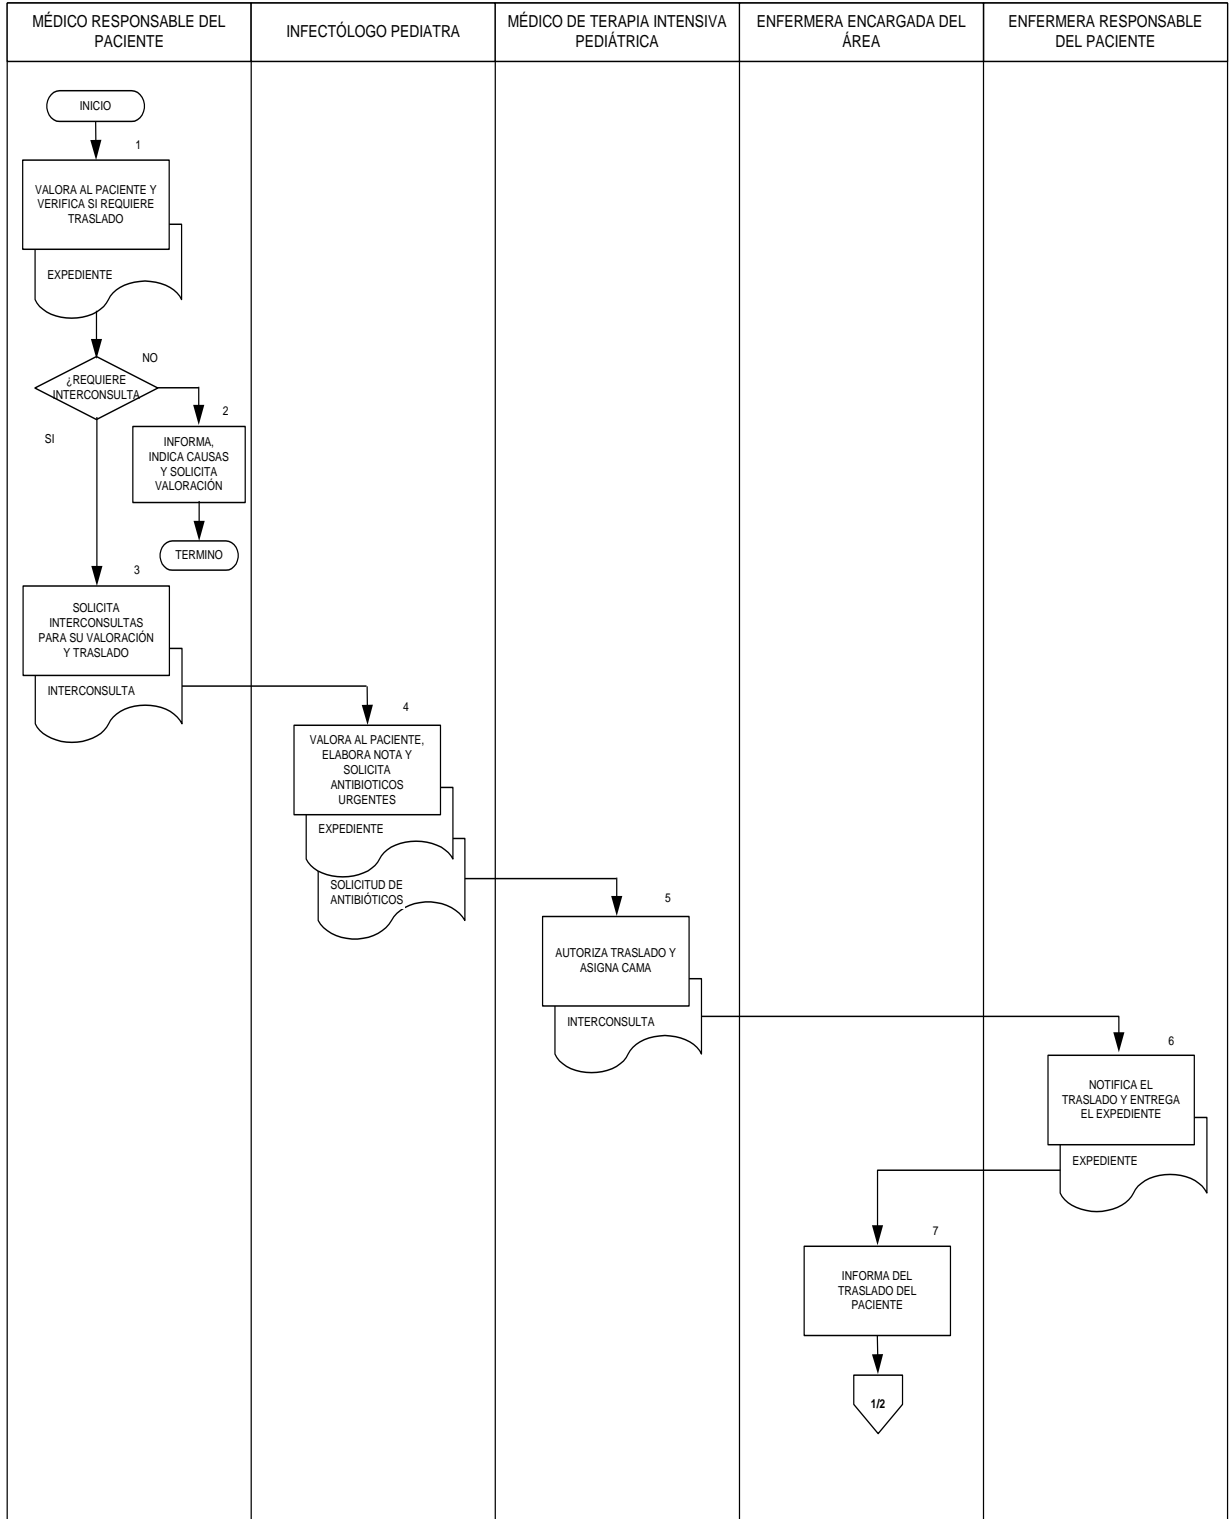 MÉDICO RESPONSABLE DEL
PACIENTE
INFECTÓLOGO PEDIATRA
MÉDICO DE TERAPIA INTENSIVA
PEDIÁTRICA
ENFERMERA ENCARGADA DEL
ÁREA
ENFERMERA RESPONSABLE
DEL PACIENTE
INICIO
1
VALORA AL PACIENTE Y
VERIFICA SI REQUIERE
TRASLADO
EXPEDIENTE
NO
¿REQUIERE
INTERCONSULTA
SI
2
INFORMA,
INDICA CAUSAS
Y SOLICITA
VALORACIÓN
TERMINO
3
SOLICITA
INTERCONSULTAS
PARA SU VALORACIÓN
Y TRASLADO
INTERCONSULTA
4
VALORA AL PACIENTE,
ELABORA NOTA Y
SOLICITA
ANTIBIOTICOS
URGENTES
EXPEDIENTE
SOLICITUD DE
ANTIBIÓTICOS
5
AUTORIZA TRASLADO Y
ASIGNA CAMA
INTERCONSULTA
6
NOTIFICA EL
TRASLADO Y ENTREGA
EL EXPEDIENTE
EXPEDIENTE
7
INFORMA DEL
TRASLADO DEL
PACIENTE
1/2